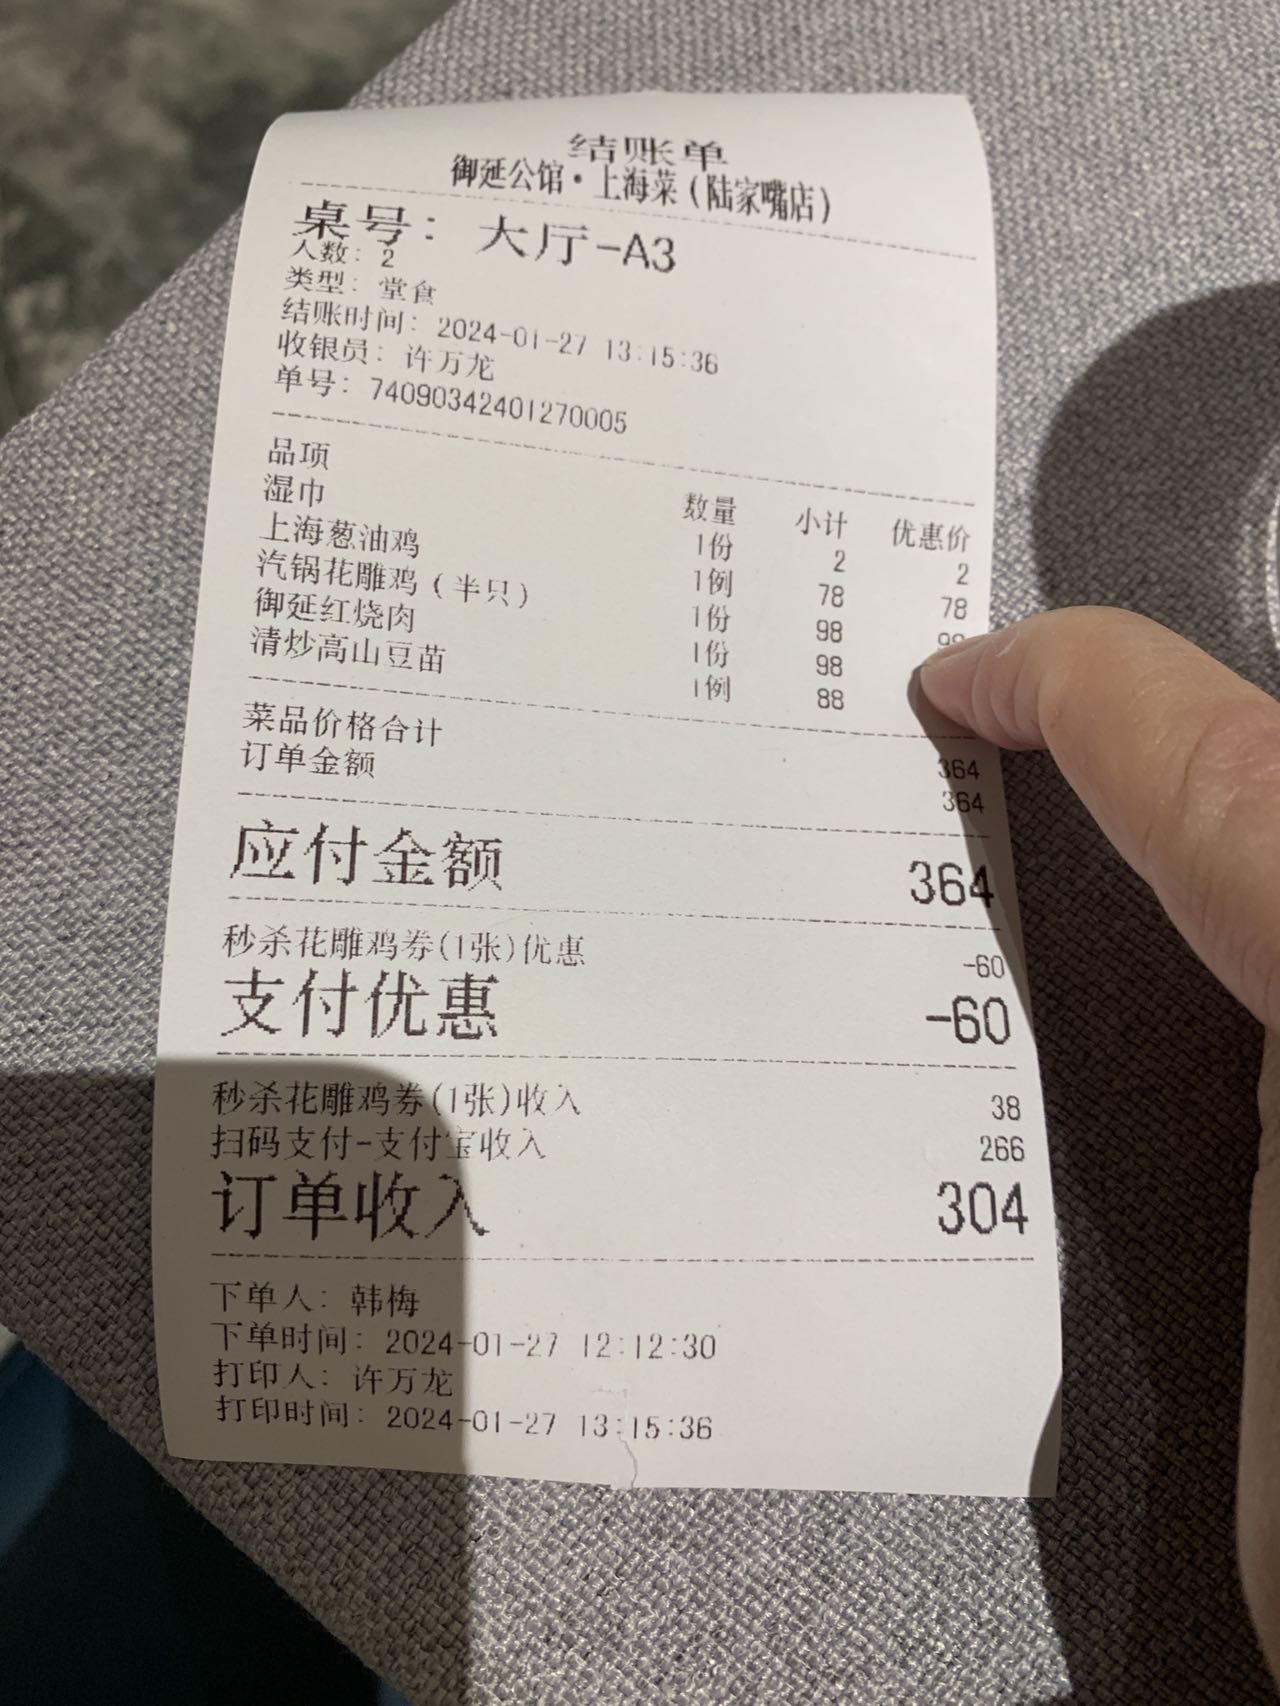 结账单
御延公馆·上海菜(陆家嘴店)
桌号: 大厅-A3
人数: 2
类型: 堂食
结账时间: 2024-01-27 13:15:36
收银员: 许万龙
单号: 74090342401270005
品项 数量 小计 优惠价
湿巾 1份 2 2
上海葱油鸡 1例 78 78
汽锅花雕鸡(半只) 1份 98
御延红烧肉 1份 98
清炒高山豆苗 1例 88
菜品价格合计 364
订单金额 364
应付金额 364
秒杀花雕鸡券(1张)优惠 -60
支付优惠 -60
秒杀花雕鸡券(1张)收入 38
扫码支付-支付宝收入 266
订单收入 304
下单人: 韩梅
下单时间: 2024-01-27 12:12:30
打印人: 许万龙
打印时间: 2024-01-27 13:15:36